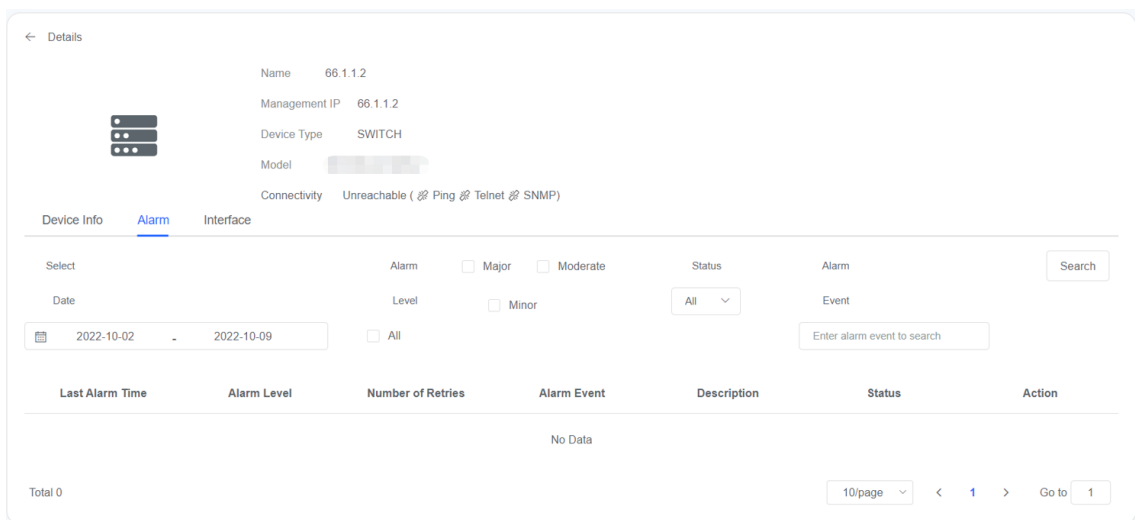 Details
Name 66.1.1.2
Management IP 66.1.1.2
Device Type SWITCH
Model
Connectivity Unreachable ( Ping Telnet SNMP)
Device Info Alarm Interface
Select Date
2022-10-02 - 2022-10-09
Alarm Level
Major Moderate
Minor
All
Status
All
Alarm Event
Enter alarm event to search
Search
Last Alarm Time Alarm Level Number of Retries Alarm Event Description Status Action
No Data
Total 0 10/page < 1 > Go to 1